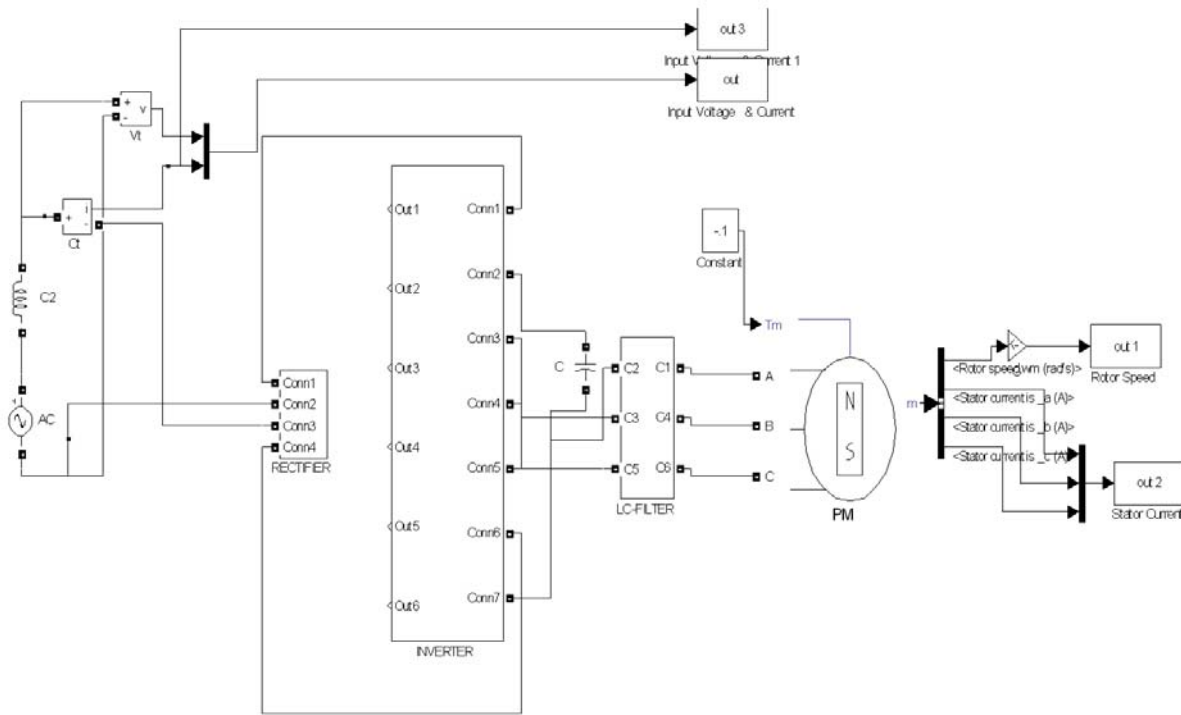 out 3
Input Voltage & Current 1
out
Input Voltage & Current
+
-
v
Vt
+
i
-
Ct
C2
AC
Conn1
Conn2
Conn3
Conn4
RECTIFIER
Out1
Out2
Out3
Out4
Out5
Out6
Conn1
Conn2
Conn3
Conn4
Conn5
Conn6
Conn7
INVERTER
C
C2
C3
C5
C1
C4
C6
LC-FILTER
-.1
Constant
Tm
A
B
C
N
S
PM
m
<Rotor speed wm (rad/s)>
<Stator current is _a (A)>
<Stator current is _b (A)>
<Stator current is _c (A)>
out 1
Rotor Speed
out 2
Stator Current